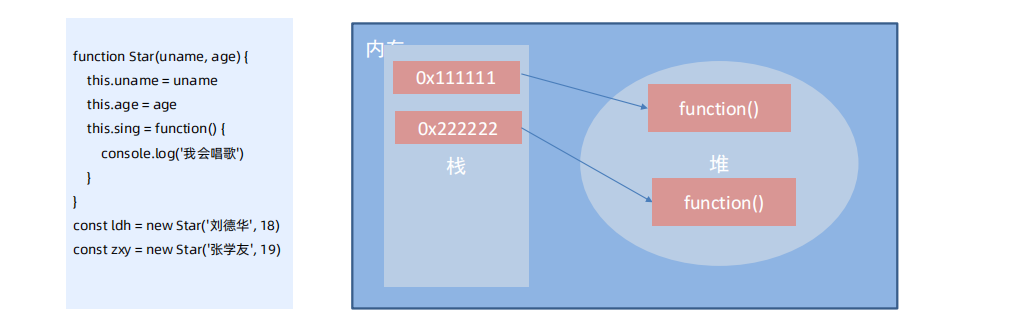 function Star(uname, age) {
this.uname = uname
this.age = age
this.sing = function() {
console.log('我会唱歌')
}
}
const ldh = new Star('刘德华', 18)
const zxy = new Star('张学友', 19)
内存
0x111111
0x222222
栈
function()
堆
function()